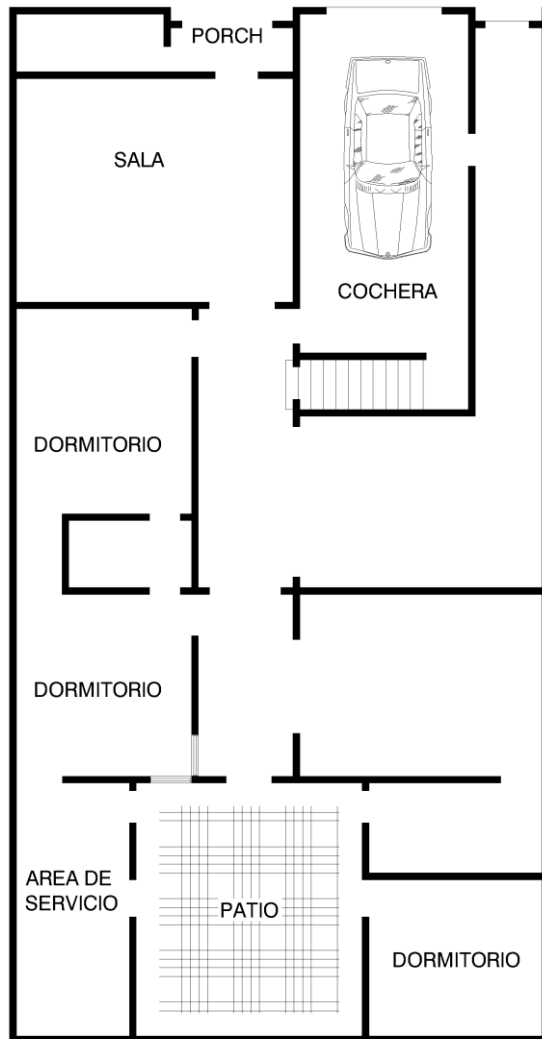 PORCH
SALA
COCHERA
DORMITORIO
DORMITORIO
AREA DE
SERVICIO
PATIO
DORMITORIO